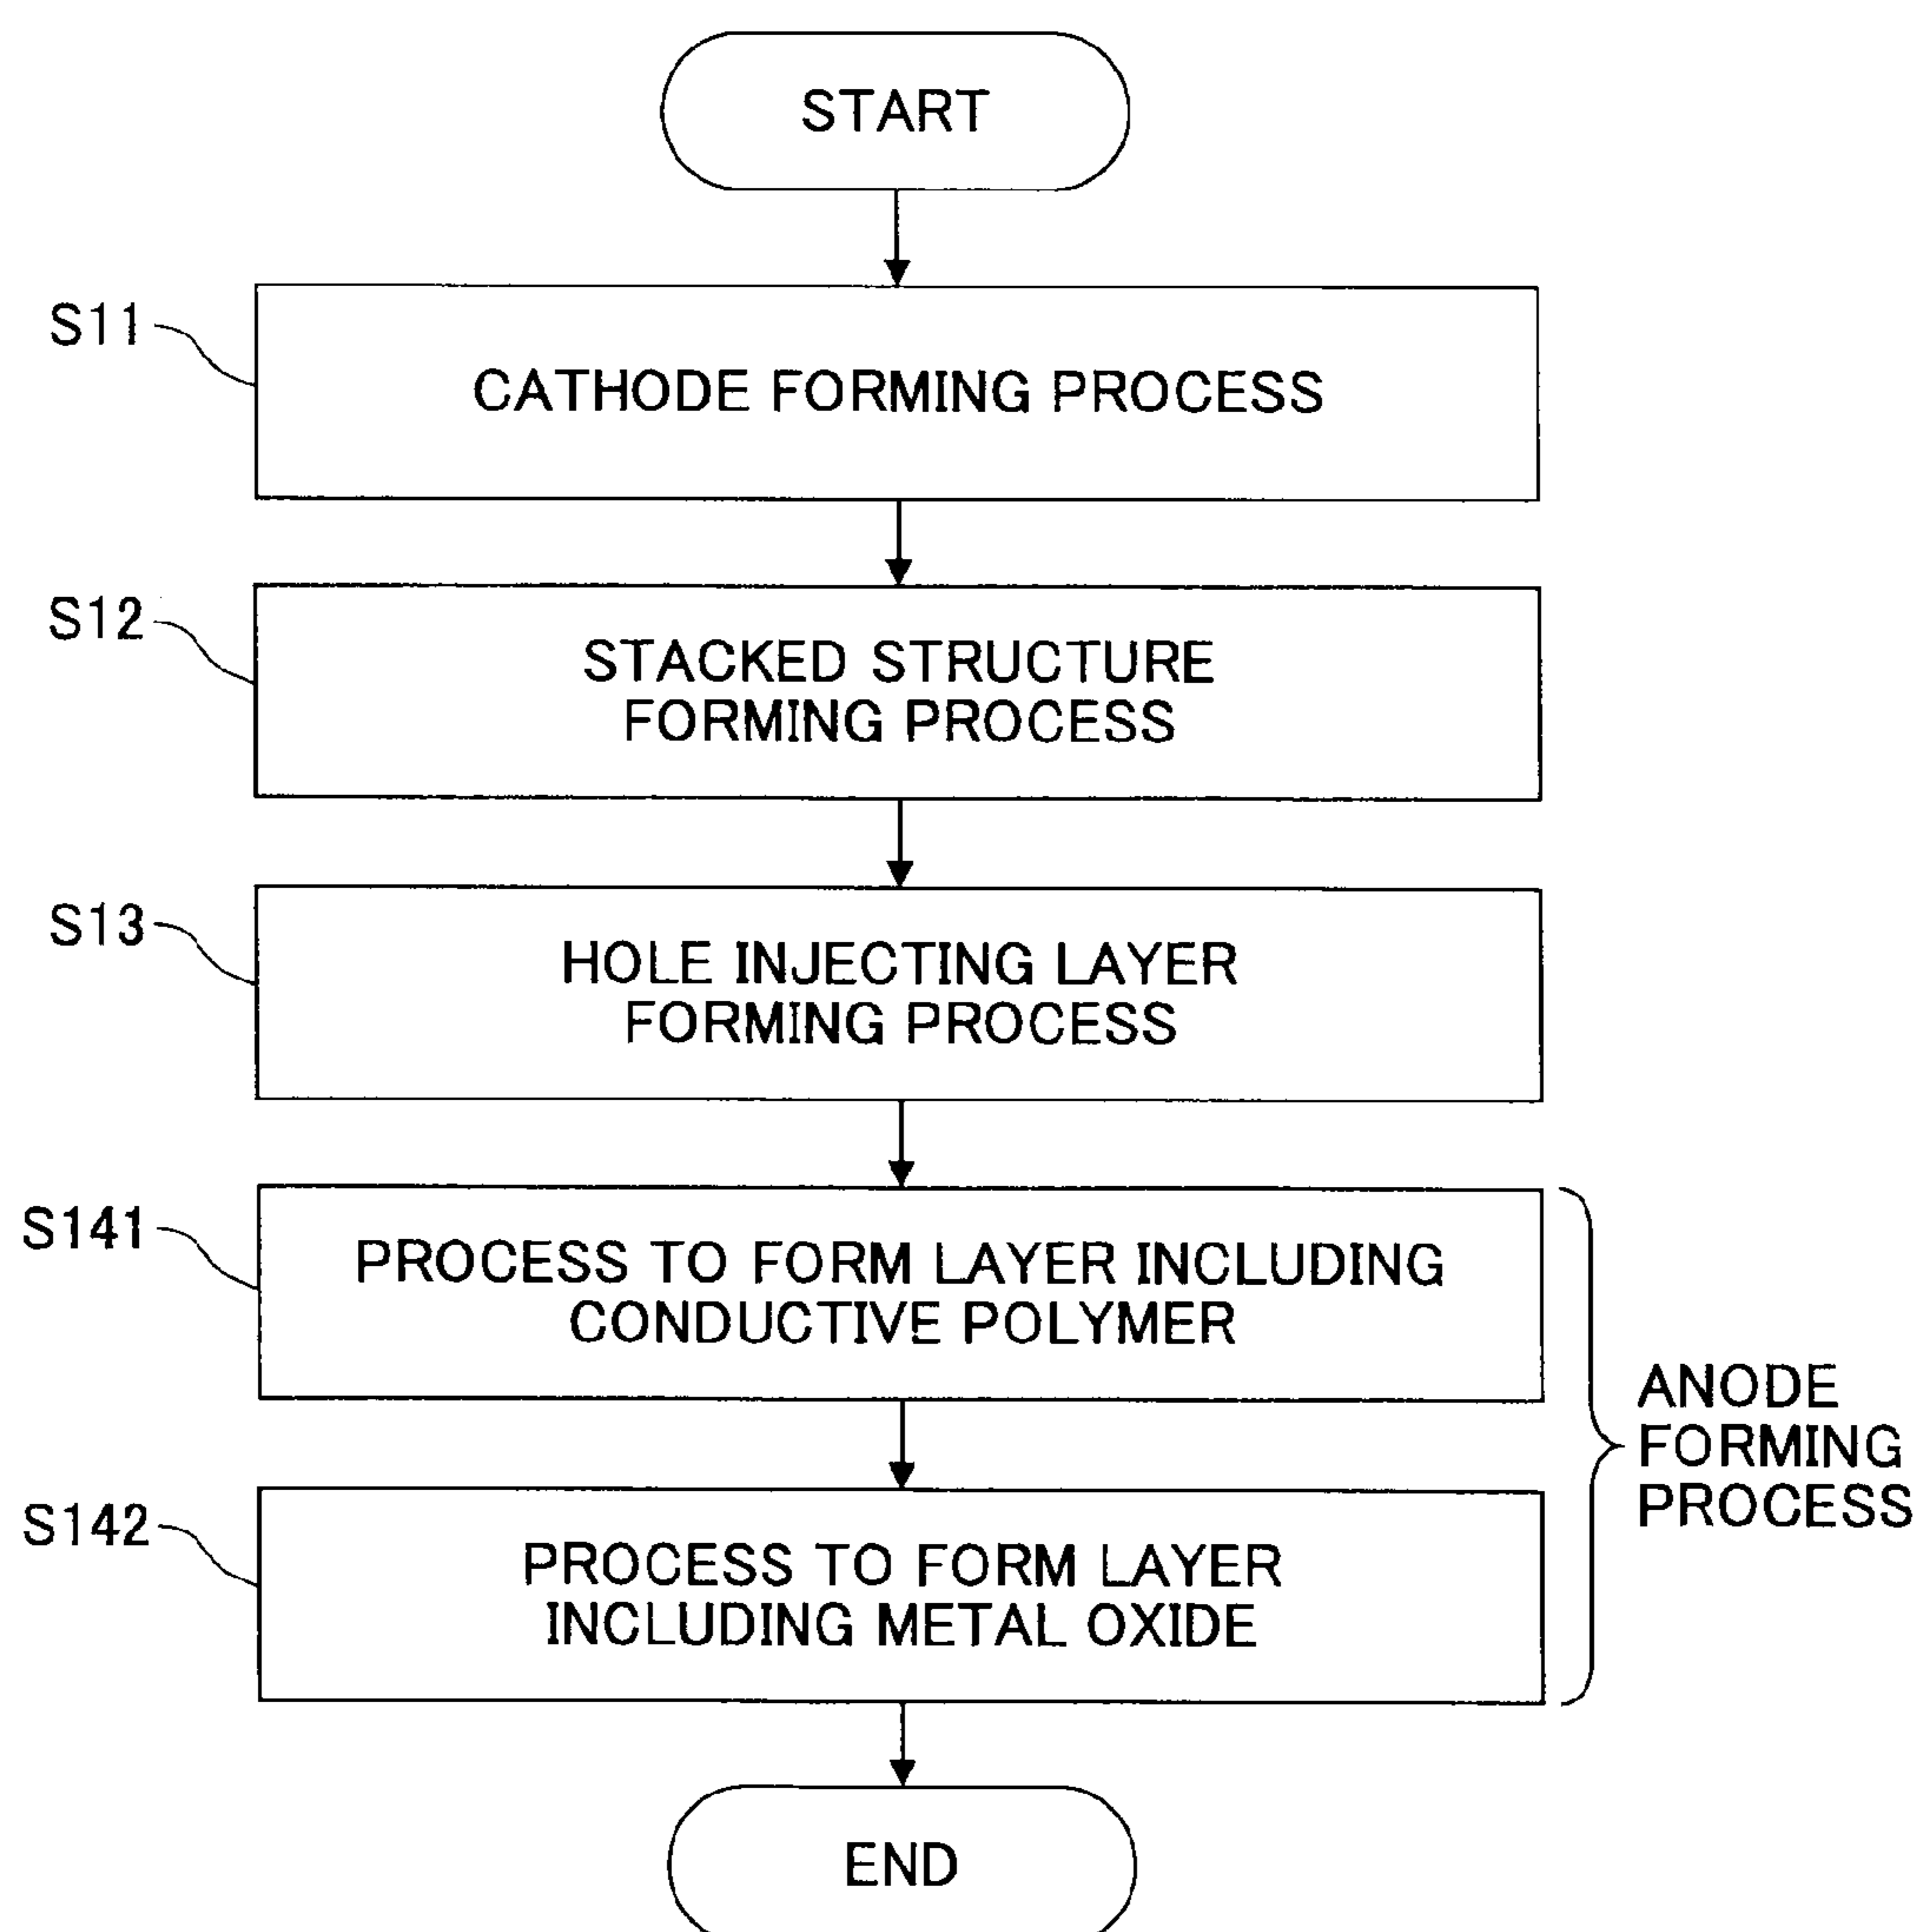 START
S11
CATHODE FORMING PROCESS
S12
STACKED STRUCTURE
FORMING PROCESS
S13
HOLE INJECTING LAYER
FORMING PROCESS
S141
PROCESS TO FORM LAYER INCLUDING
CONDUCTIVE POLYMER
ANODE
FORMING
PROCESS
S142
PROCESS TO FORM LAYER
INCLUDING METAL OXIDE
END